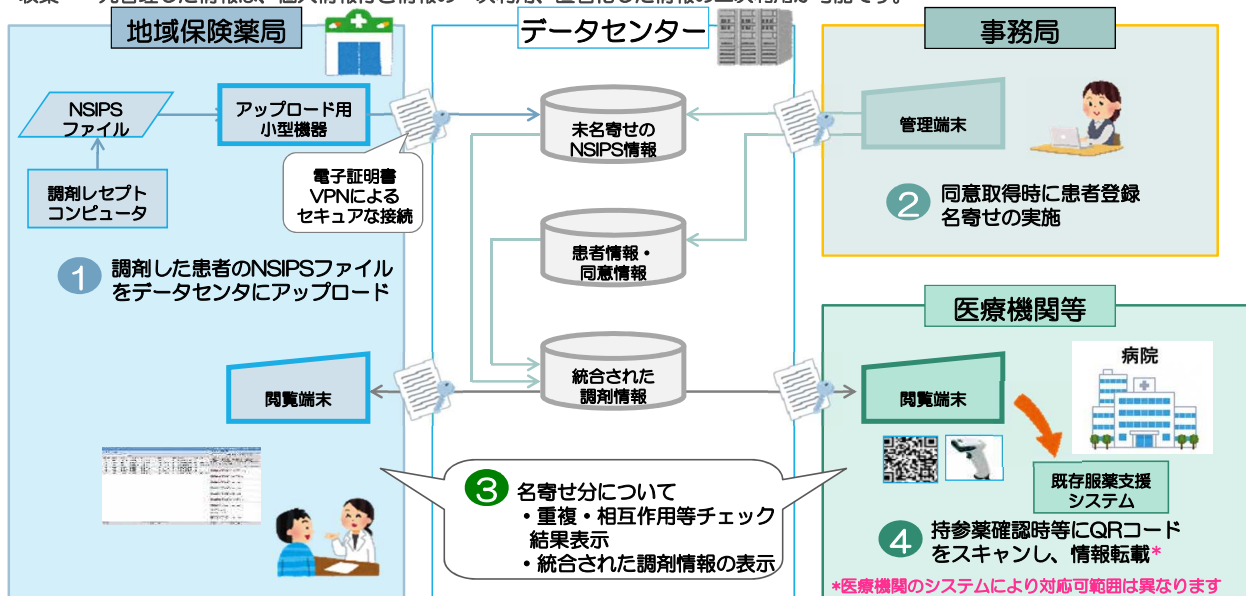 地域保険薬局
データセンター
事務局
NSIPS
ファイル
アップロード用
小型機器
未名寄せの
NSIPS情報
管理端末
調剤レセプト
コンピュータ
電子証明書
VPNによる
セキュアな接続
2 同意取得時に患者登録
名寄せの実施
患者情報・
同意情報
1 調剤した患者のNSIPSファイル
をデータセンタにアップロード
医療機関等
病院
閲覧端末
統合された
調剤情報
閲覧端末
3 名寄せ分について
・重複・相互作用等チェック
結果表示
・統合された調剤情報の表示
既存服薬支援
システム
4 持参薬確認時等にQRコード
をスキャンし、情報転載*
*医療機関のシステムにより対応可範囲は異なります